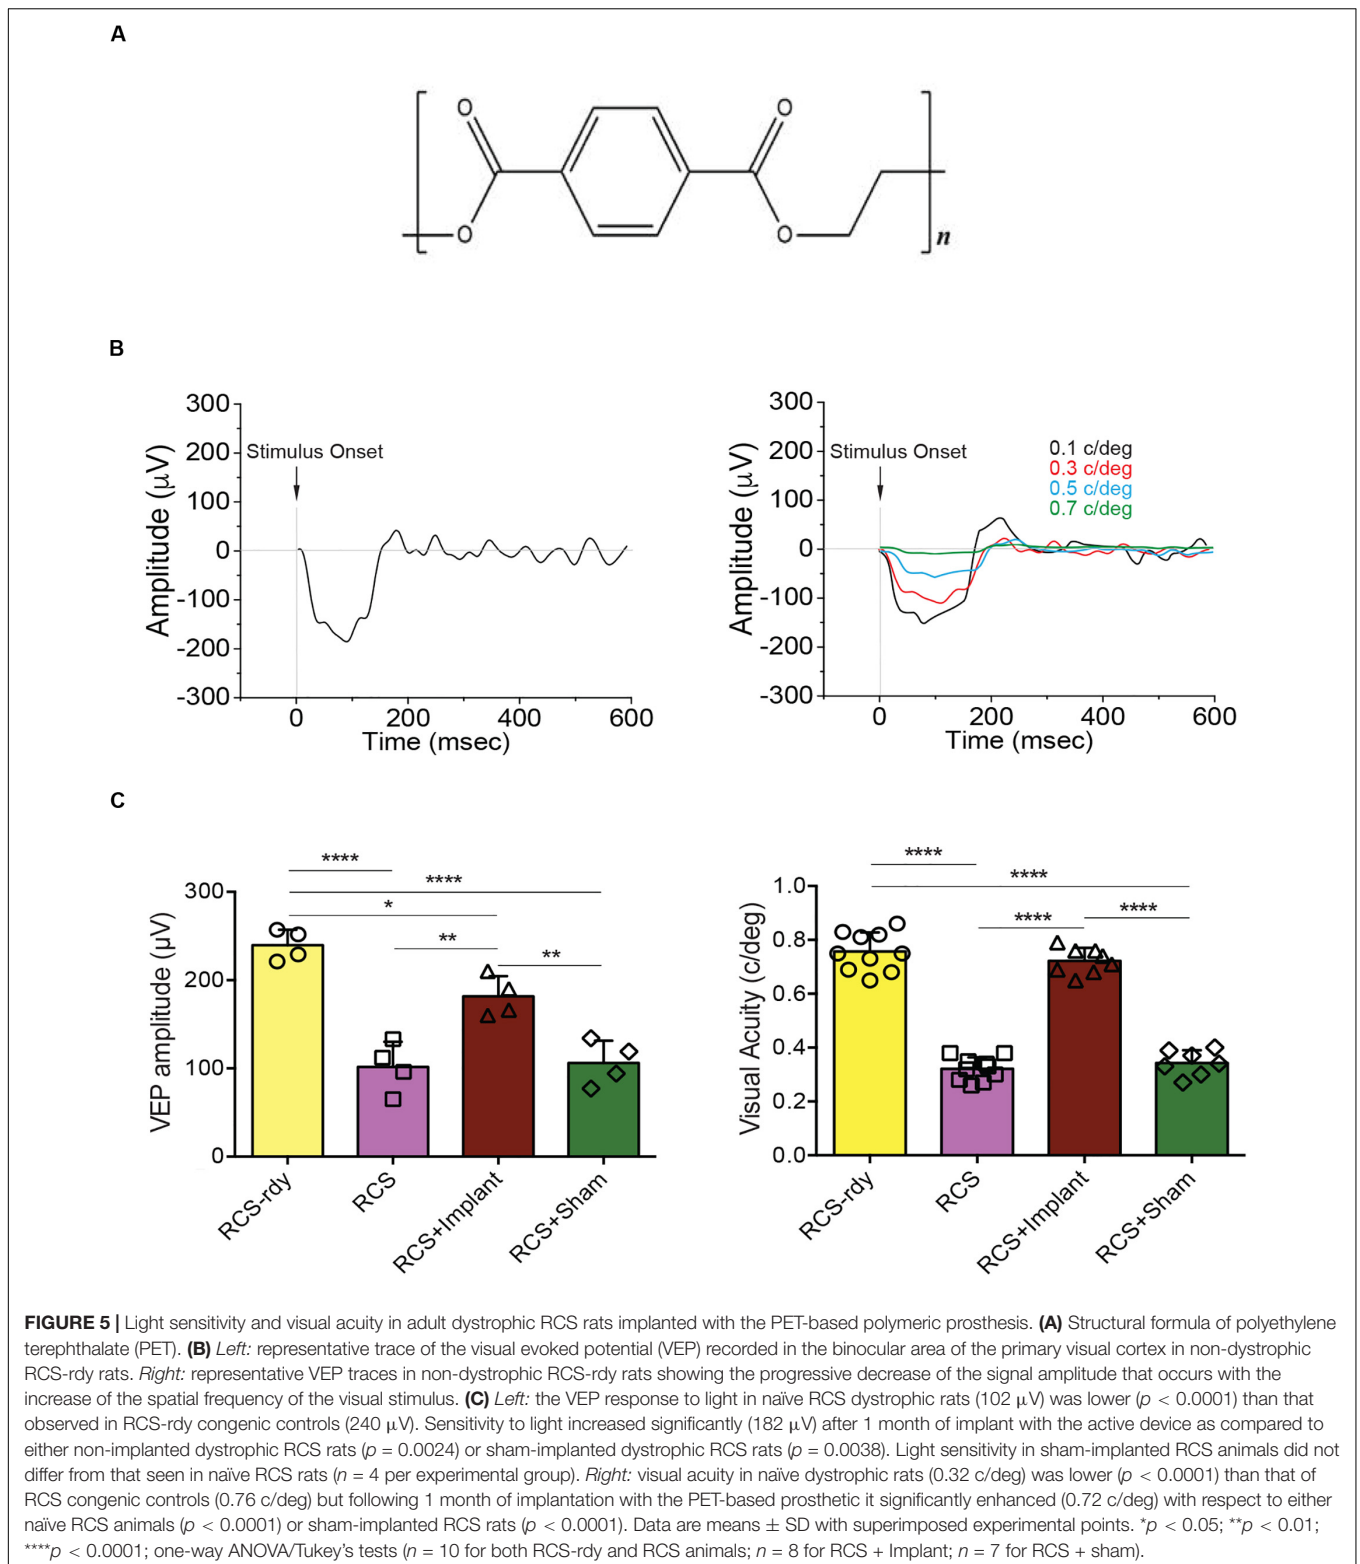 A
O
O
O
O
n
B
300
200
100
0
-100
-200
-300
Amplitude (µV)
Stimulus Onset
0
200
400
600
Time (msec)
300
200
100
0
-100
-200
-300
Amplitude (µV)
Stimulus Onset
0.1 c/deg
0.3 c/deg
0.5 c/deg
0.7 c/deg
0
200
400
600
Time (msec)
C
****
****
*
**
**
300
200
100
0
VEP amplitude (µV)
RCS-rdy
RCS
RCS+Implant
RCS+Sham
****
****
****
****
1.0
0.8
0.6
0.4
0.2
0.0
Visual Acuity (c/deg)
RCS-rdy
RCS
RCS+Implant
RCS+Sham
FIGURE 5 | Light sensitivity and visual acuity in adult dystrophic RCS rats implanted with the PET-based polymeric prosthesis. (A) Structural formula of polyethylene
terephthalate (PET). (B) Left: representative trace of the visual evoked potential (VEP) recorded in the binocular area of the primary visual cortex in non-dystrophic
RCS-rdy rats. Right: representative VEP traces in non-dystrophic RCS-rdy rats showing the progressive decrease of the signal amplitude that occurs with the
increase of the spatial frequency of the visual stimulus. (C) Left: the VEP response to light in naïve RCS dystrophic rats (102 µV) was lower (p < 0.0001) than that
observed in RCS-rdy congenic controls (240 µV). Sensitivity to light increased significantly (182 µV) after 1 month of implant with the active device as compared to
either non-implanted dystrophic RCS rats (p = 0.0024) or sham-implanted dystrophic RCS rats (p = 0.0038). Light sensitivity in sham-implanted RCS animals did not
differ from that seen in naïve RCS rats (n = 4 per experimental group). Right: visual acuity in naïve dystrophic rats (0.32 c/deg) was lower (p < 0.0001) than that of
RCS congenic controls (0.76 c/deg) but following 1 month of implantation with the PET-based prosthetic it significantly enhanced (0.72 c/deg) with respect to either
naïve RCS animals (p < 0.0001) or sham-implanted RCS rats (p < 0.0001). Data are means ± SD with superimposed experimental points. *p < 0.05; **p < 0.01;
****p < 0.0001; one-way ANOVA/Tukey's tests (n = 10 for both RCS-rdy and RCS animals; n = 8 for RCS + Implant; n = 7 for RCS + sham).